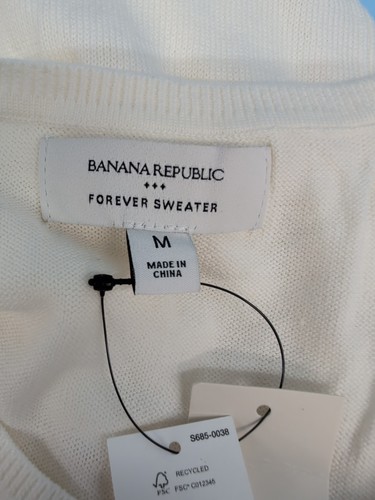 BANANA REPUBLIC
FOREVER SWEATER
M
MADE IN
CHINA
S685-0038
FSC
RECYCLED
FSC® C012345